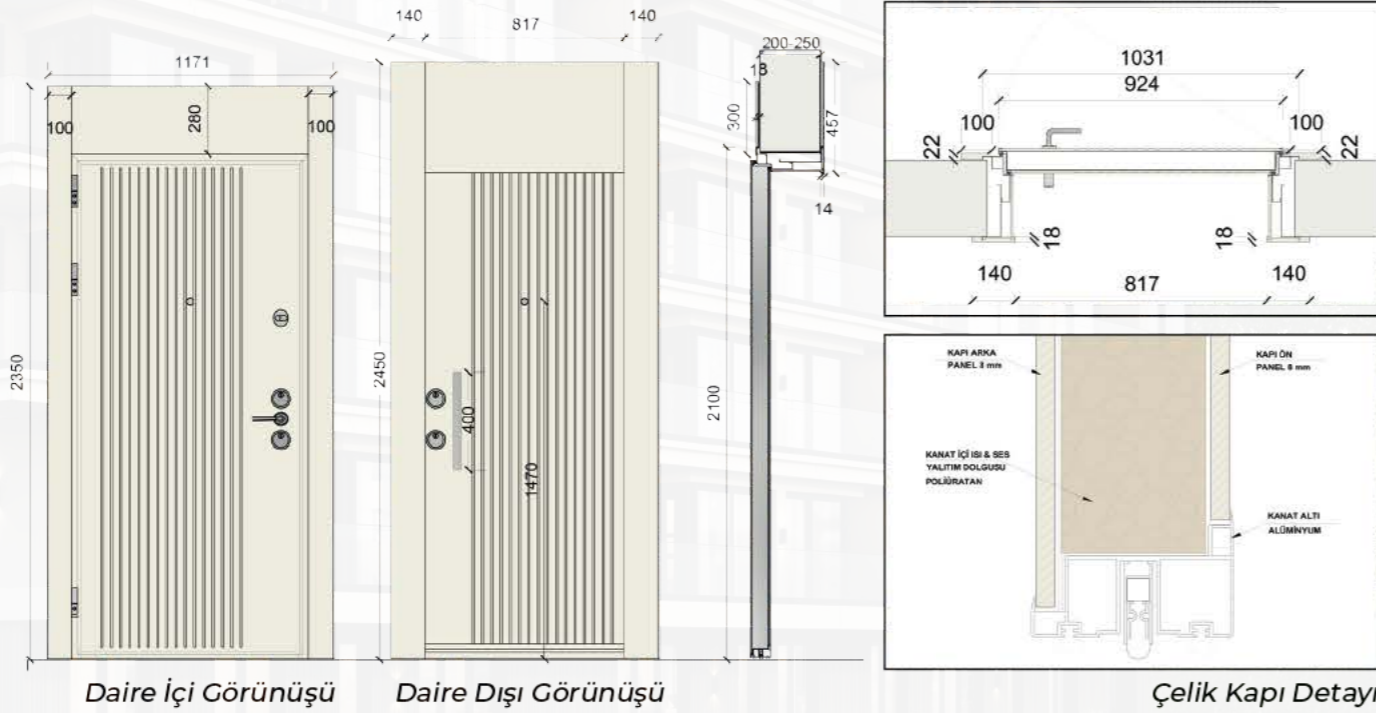 1171
100
280
100
2350
Daire İçi Görünüşü
140
817
140
2450
400
1470
Daire Dışı Görünüşü
200-250
18
300
457
14
2100
1031
924
100
100
22
22
18
18
140
817
140
KAPI ARKA
PANEL 8 mm
KAPI ÖN
PANEL 8 mm
KANAT İÇİ ISI & SES
YALITIM DOLGUSU
POLİÜRATAN
KANAT ALTI
ALÜMİNYUM
Çelik Kapı Detayı